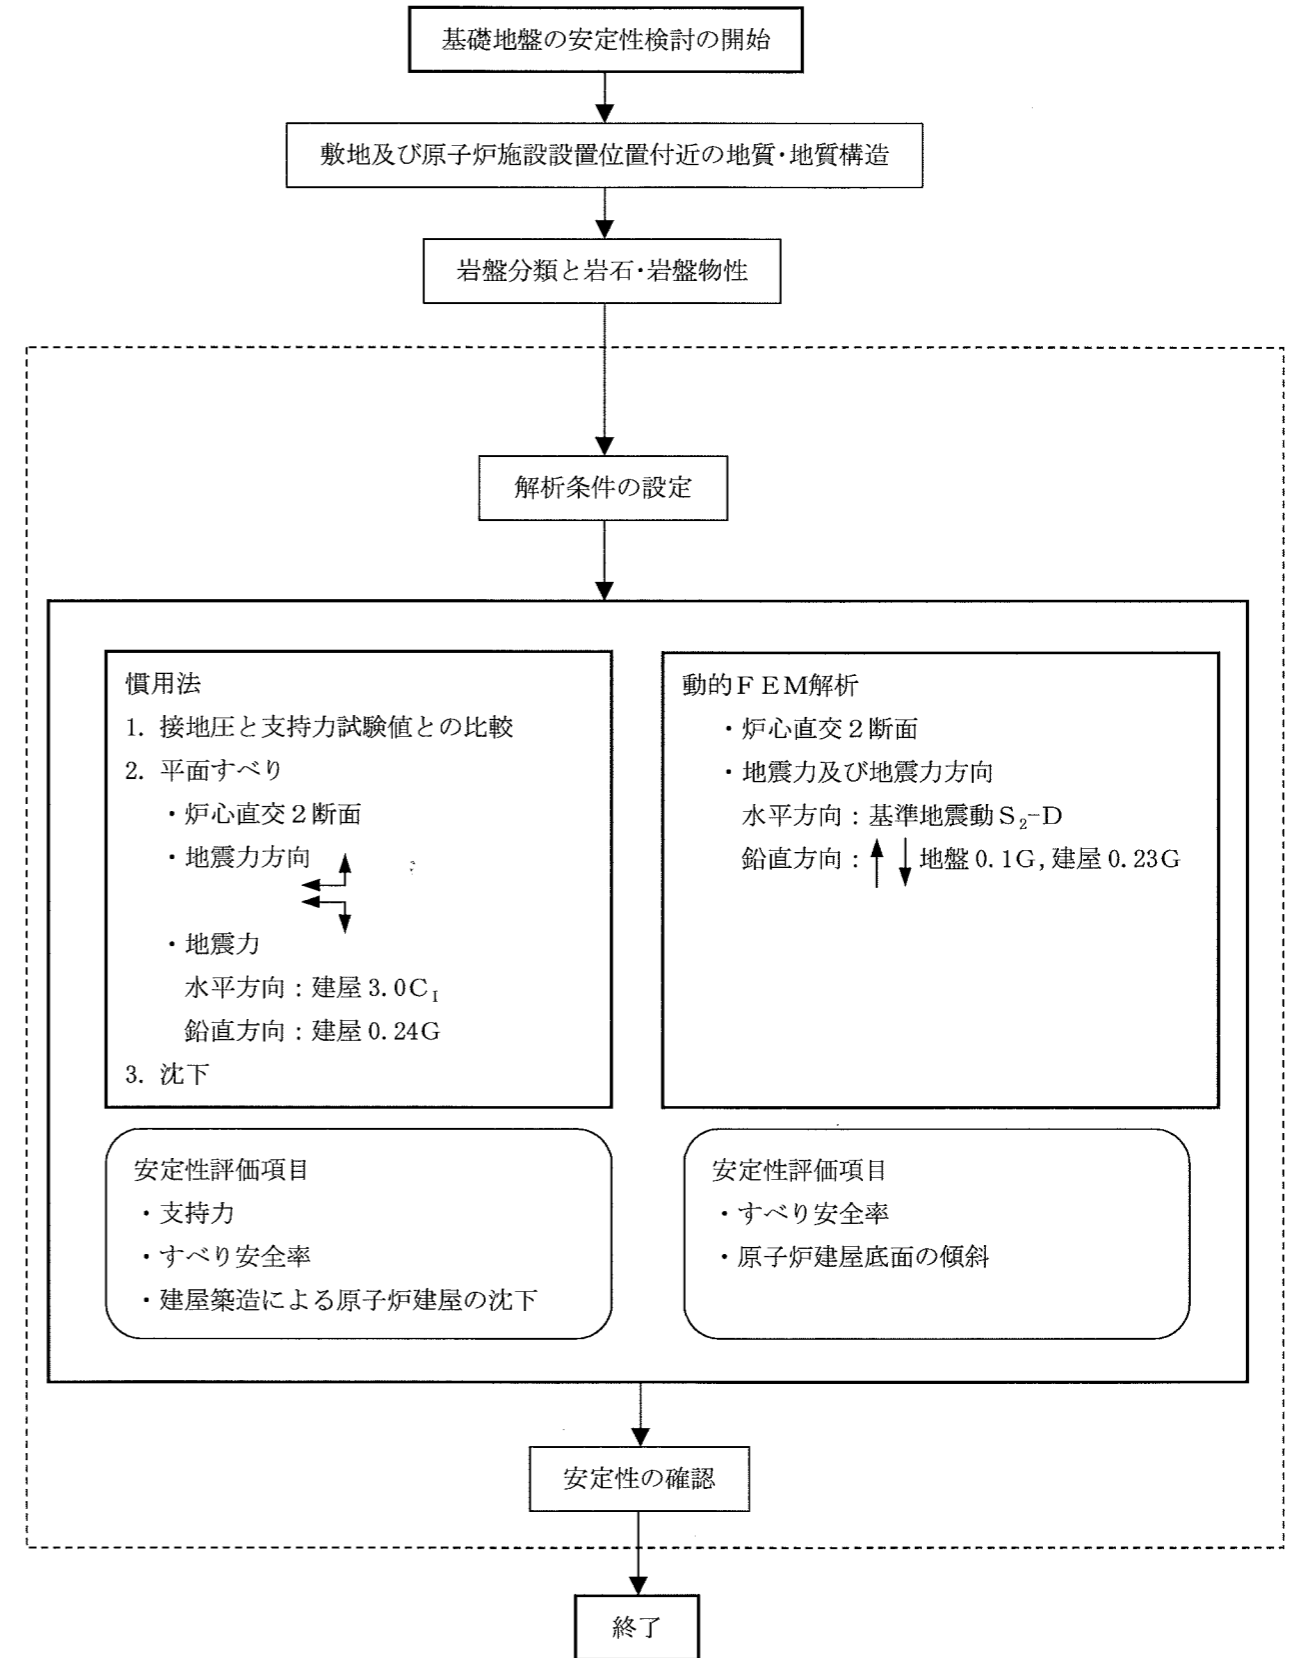 基礎地盤の安定性検討の開始
敷地及び原子炉施設設置位置付近の地質・地質構造
岩盤分類と岩石・岩盤物性
解析条件の設定
慣用法
1. 接地圧と支持力試験値との比較
2. 平面すべり
・炉心直交2断面
・地震力方向
・地震力
水平方向：建屋3.0C_I
鉛直方向：建屋0.24G
3. 沈下
動的FEM解析
・炉心直交2断面
・地震力及び地震力方向
水平方向：基準地震動S₂-D
鉛直方向：地盤0.1G,建屋0.23G
安定性評価項目
・支持力
・すべり安全率
・建屋築造による原子炉建屋の沈下
安定性評価項目
・すべり安全率
・原子炉建屋底面の傾斜
安定性の確認
終了